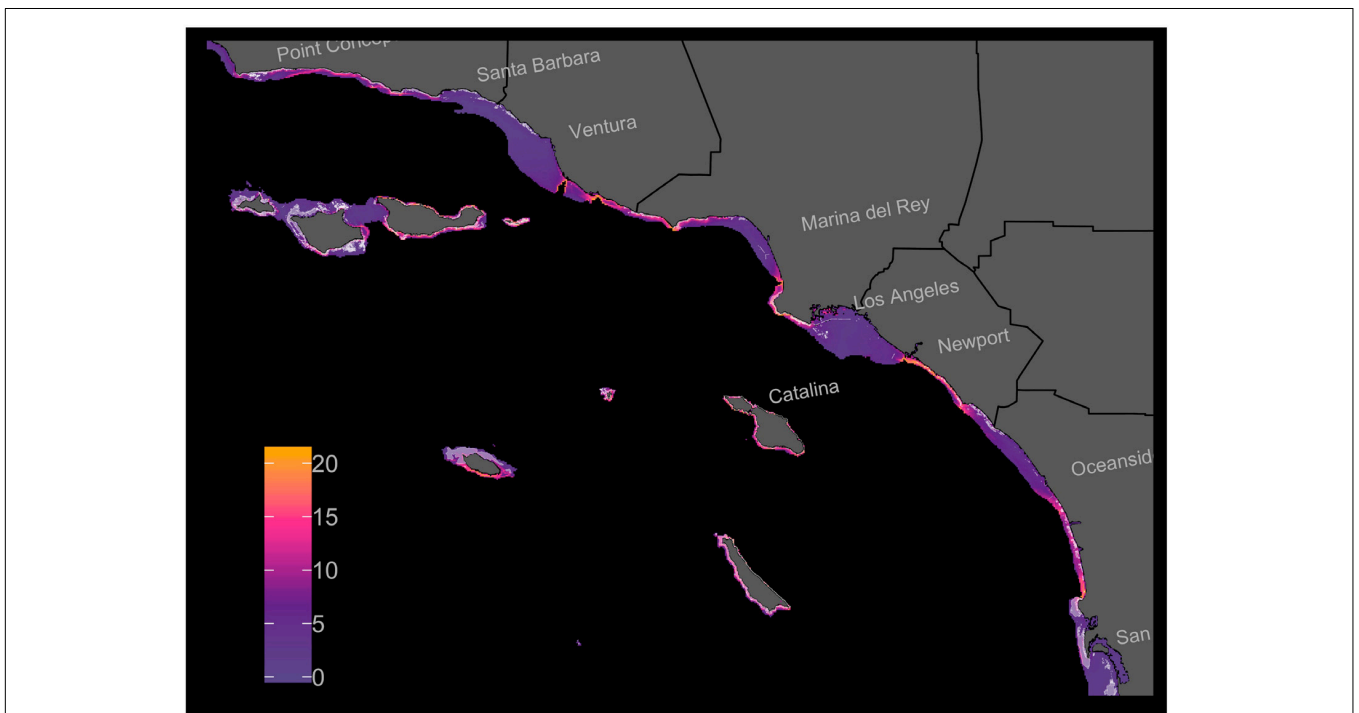 Point Concep
Santa Barbara
Ventura
Marina del Rey
Los Angeles
Newport
Catalina
Oceansid
San
20
15
10
5
0